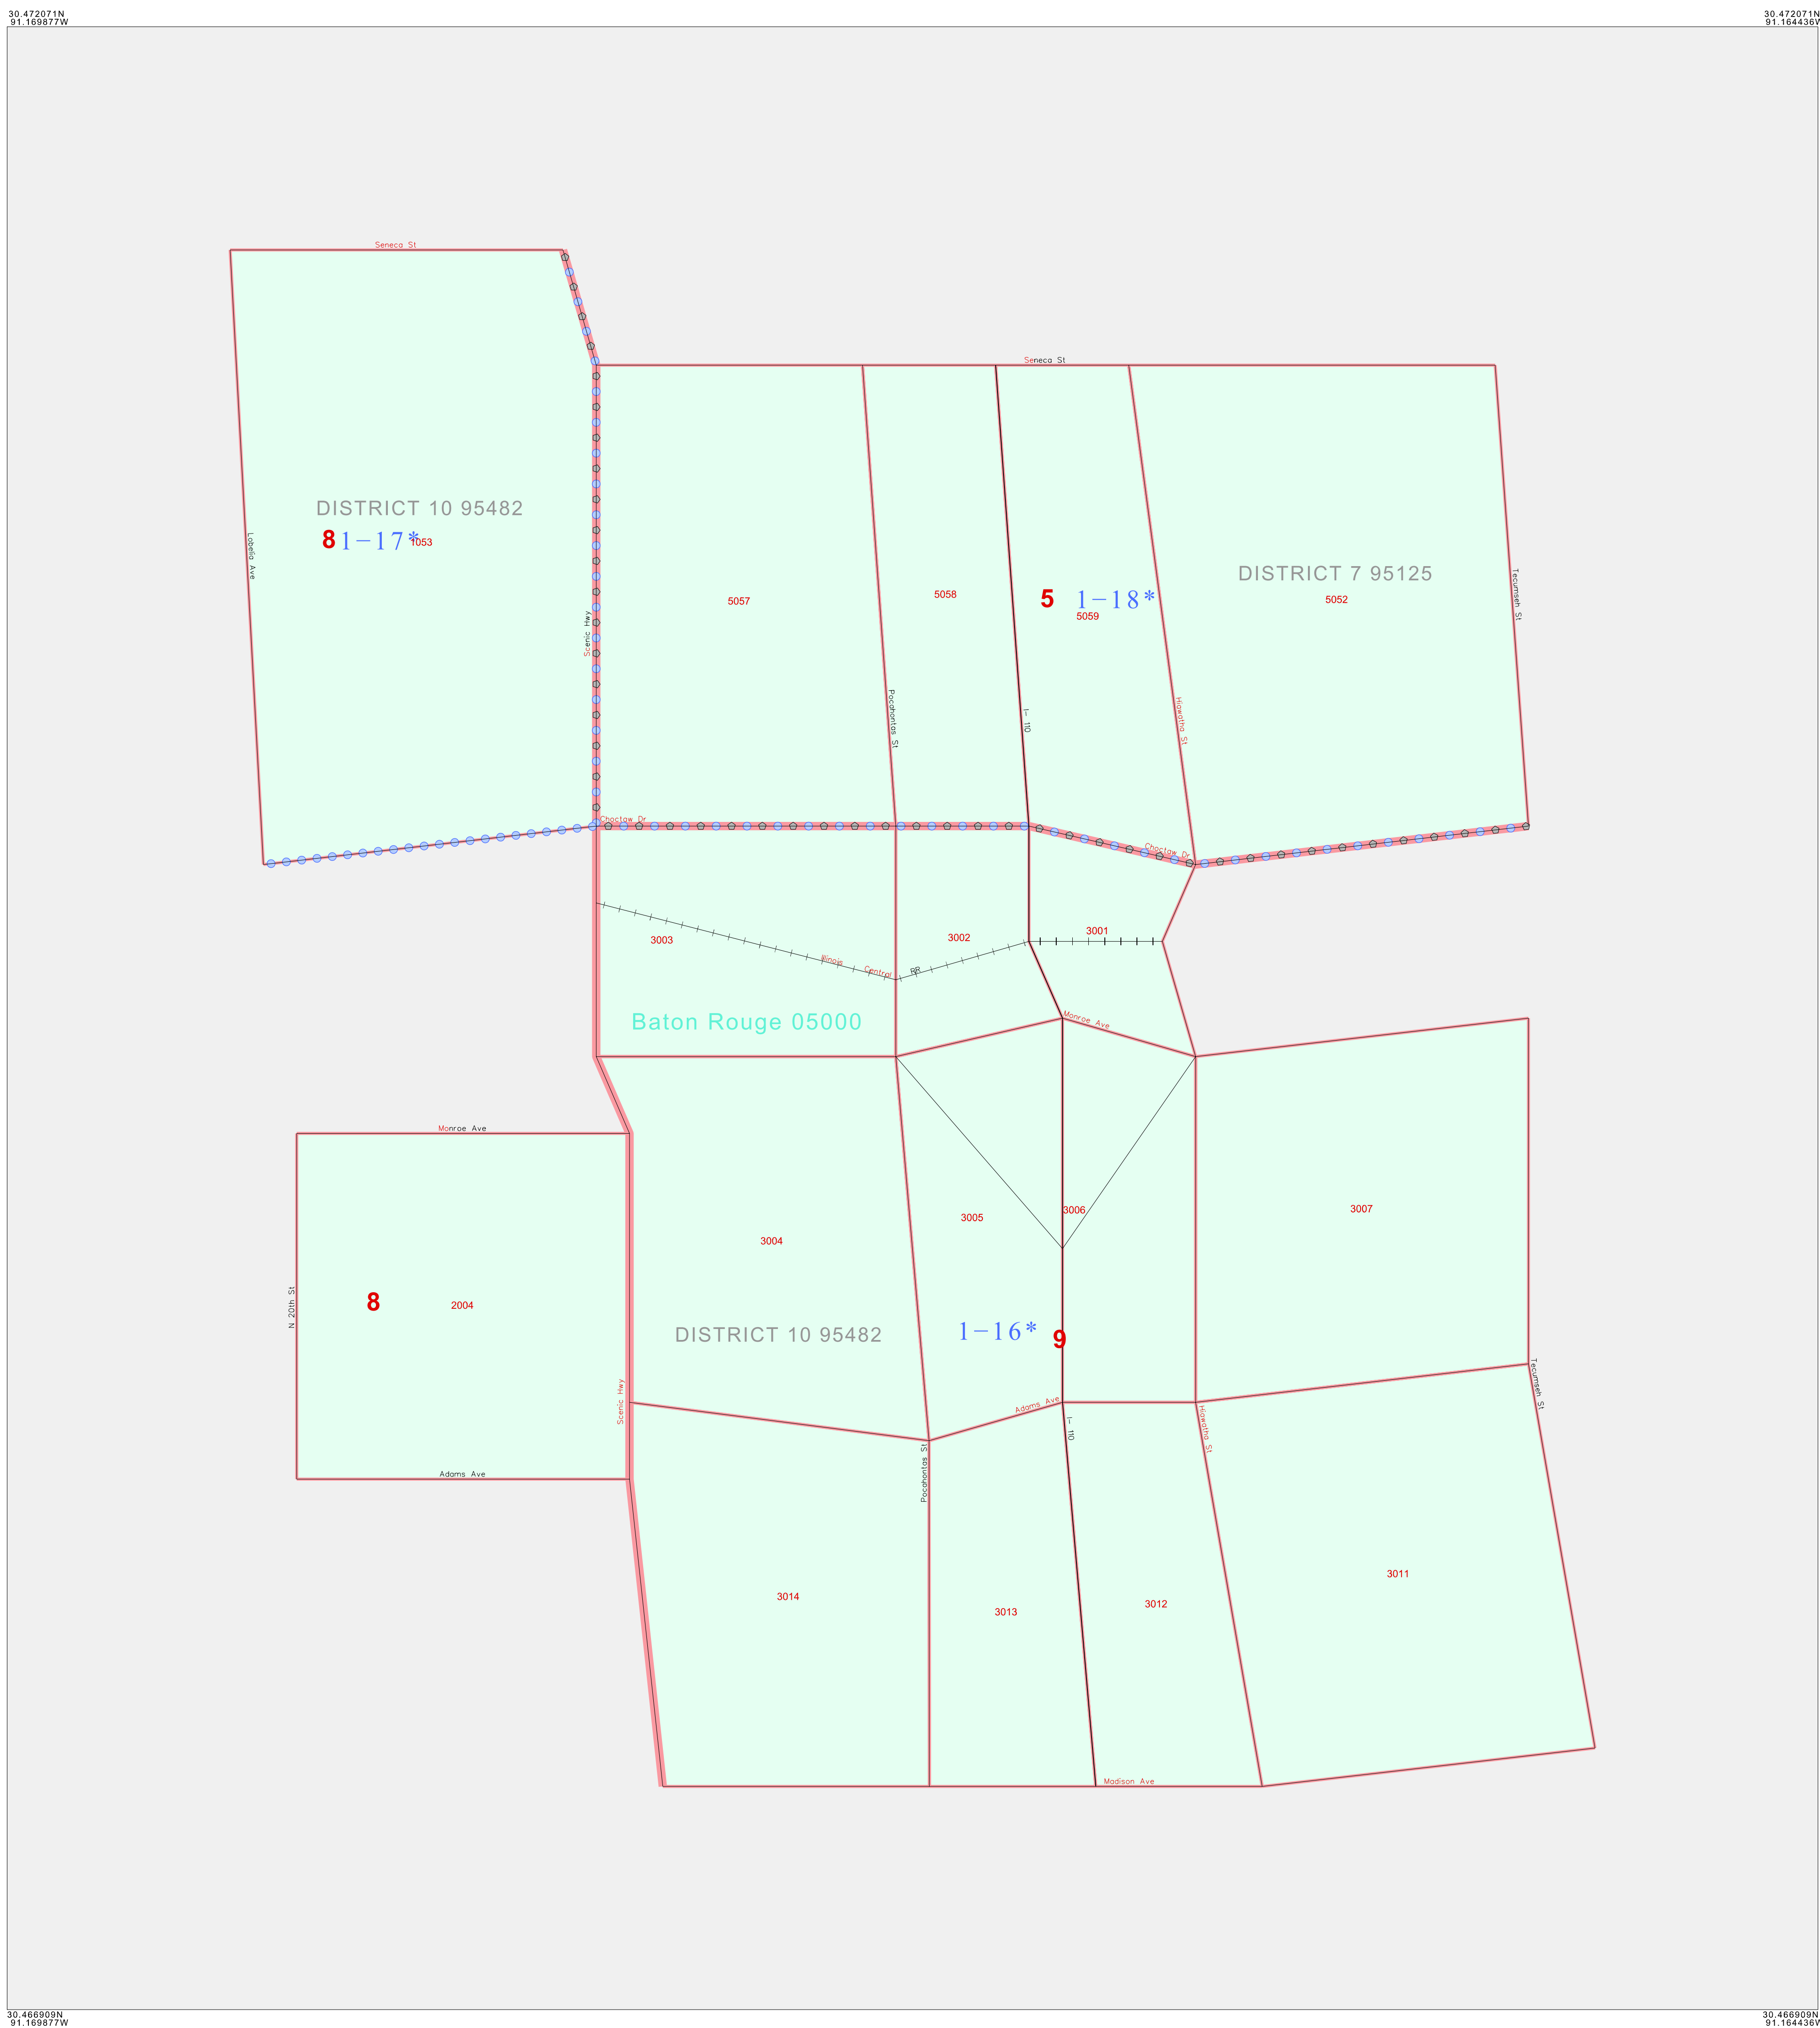 30.472071N
91.169877W
30.472071N
91.164436W
Seneca St
Seneca St
DISTRICT 10 95482
8
1-17*
1053
Lobelia Ave
Scenic Hwy
DISTRICT 7 95125
5052
5
1-18*
5059
5058
5057
Tecumseh St
Pocahontas St
I- 110
Hiawatha St
Choctaw Dr
Choctaw Dr
3003
3002
3001
Illinois Central RR
Baton Rouge 05000
Monroe Ave
Monroe Ave
3005
3006
3007
3004
8
2004
N 20th St
DISTRICT 10 95482
1-16*
9
Scenic Hwy
Adams Ave
Tecumseh St
Hiawatha St
I- 110
Pocahontas St
Adams Ave
3014
3013
3012
3011
Madison Ave
30.466909N
91.169877W
30.466909N
91.164436W